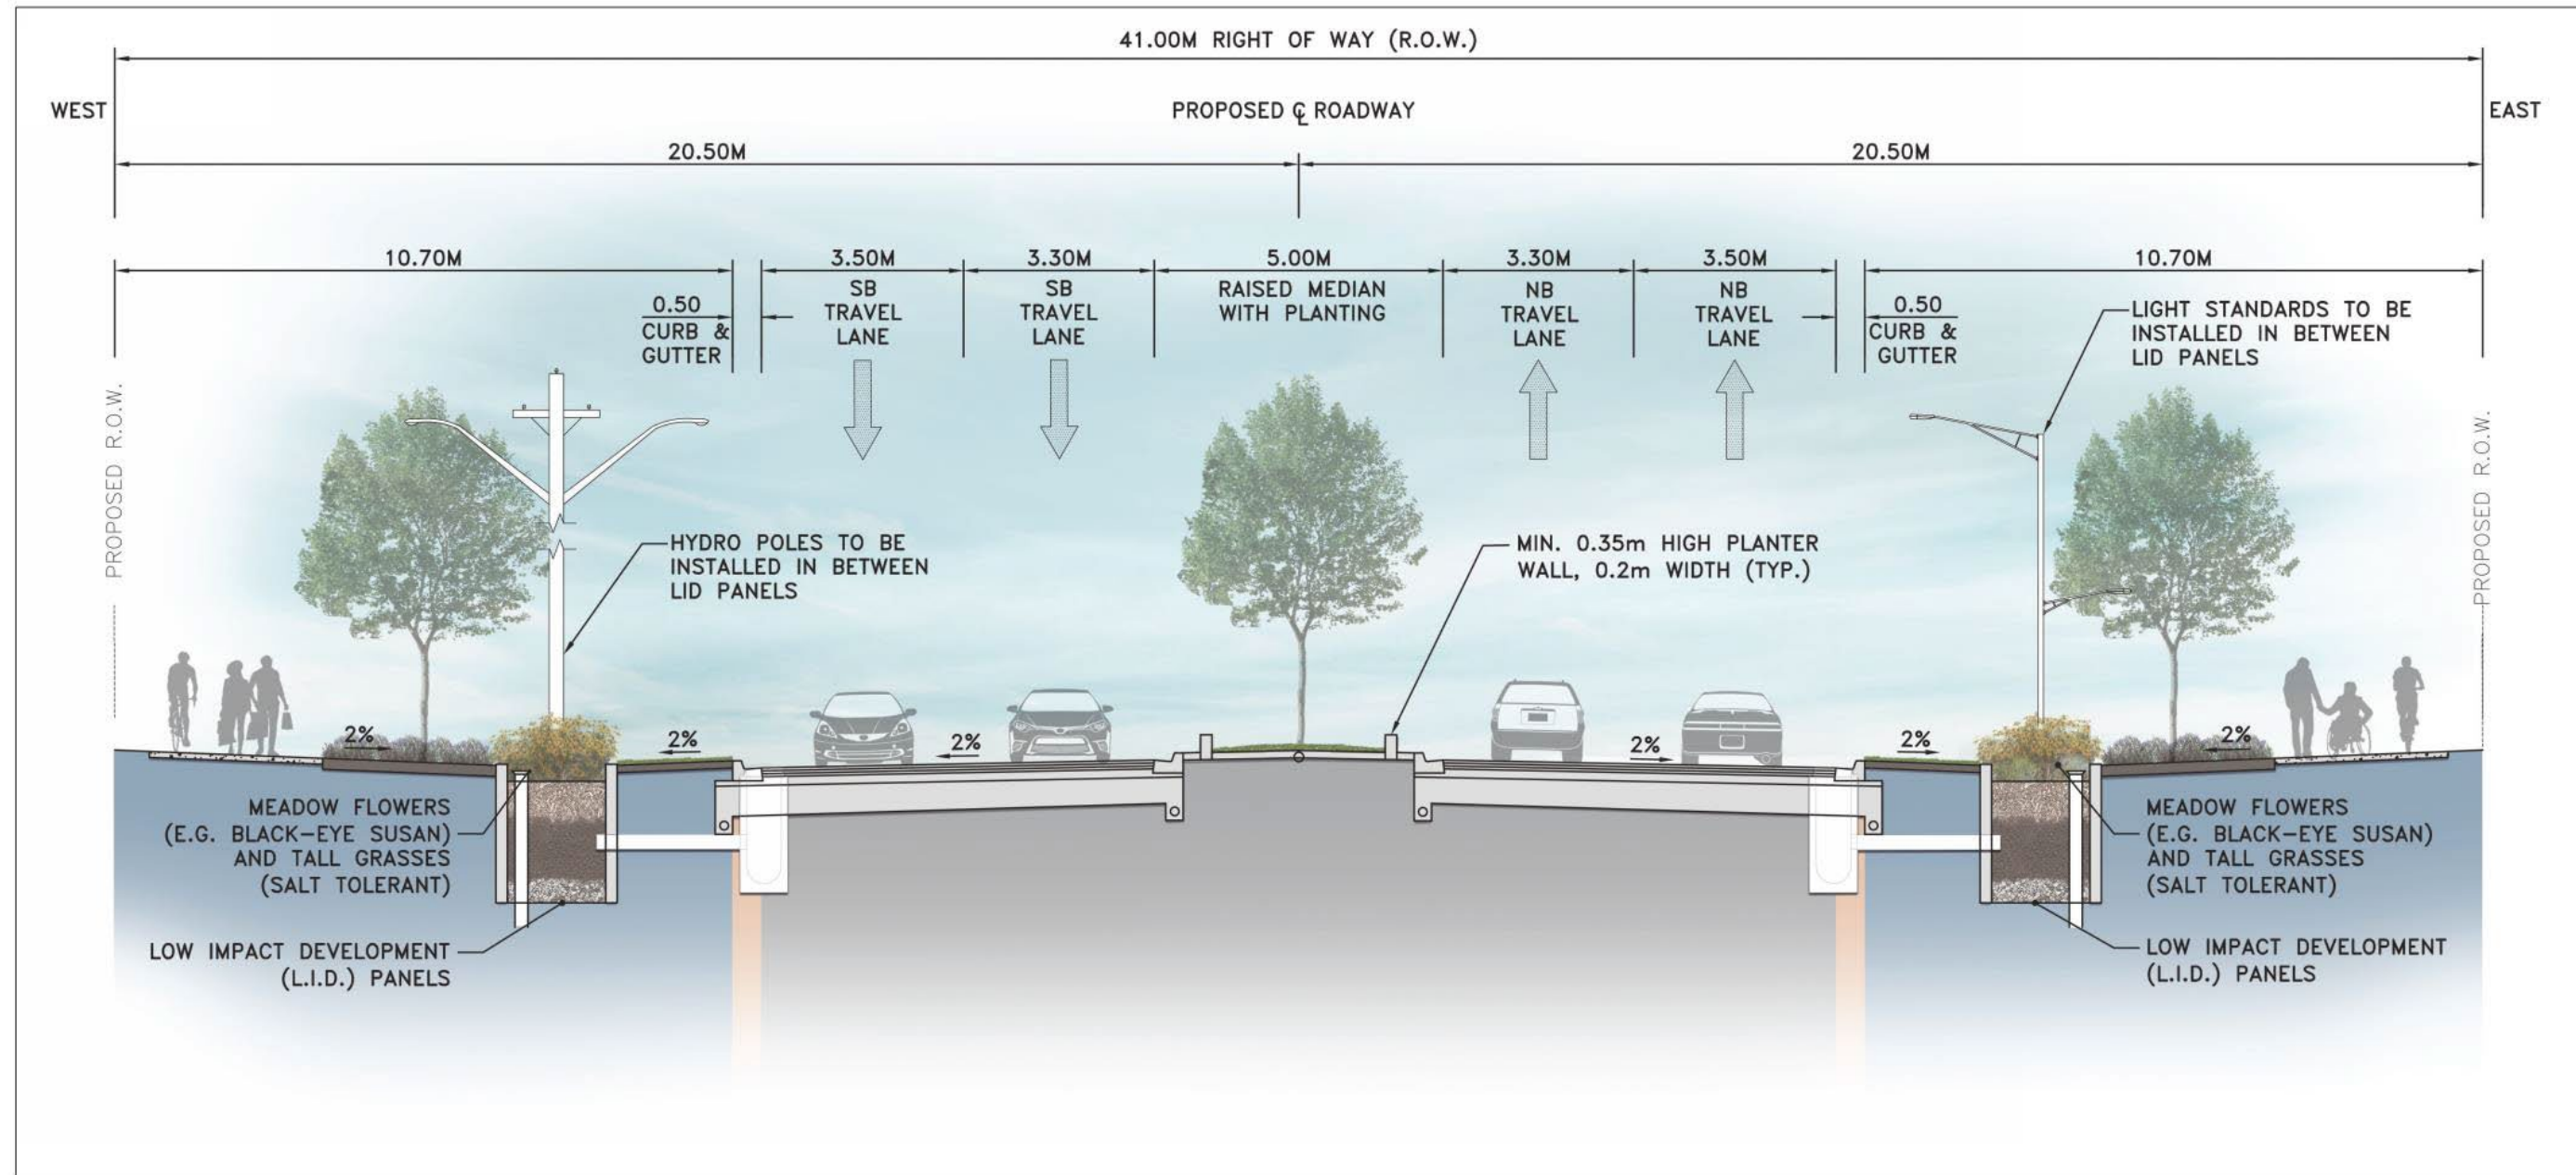 41.00M RIGHT OF WAY (R.O.W.)
WEST
PROPOSED ℄ ROADWAY
EAST
20.50M
20.50M
10.70M
3.50M
3.30M
5.00M
3.30M
3.50M
10.70M
0.50
CURB &
GUTTER
SB
TRAVEL
LANE
SB
TRAVEL
LANE
RAISED MEDIAN
WITH PLANTING
NB
TRAVEL
LANE
NB
TRAVEL
LANE
0.50
CURB &
GUTTER
LIGHT STANDARDS TO BE
INSTALLED IN BETWEEN
LID PANELS
PROPOSED R.O.W.
PROPOSED R.O.W.
HYDRO POLES TO BE
INSTALLED IN BETWEEN
LID PANELS
MIN. 0.35m HIGH PLANTER
WALL, 0.2m WIDTH (TYP.)
2%
2%
2%
2%
2%
2%
MEADOW FLOWERS
(E.G. BLACK-EYE SUSAN)
AND TALL GRASSES
(SALT TOLERANT)
MEADOW FLOWERS
(E.G. BLACK-EYE SUSAN)
AND TALL GRASSES
(SALT TOLERANT)
LOW IMPACT DEVELOPMENT
(L.I.D.) PANELS
LOW IMPACT DEVELOPMENT
(L.I.D.) PANELS